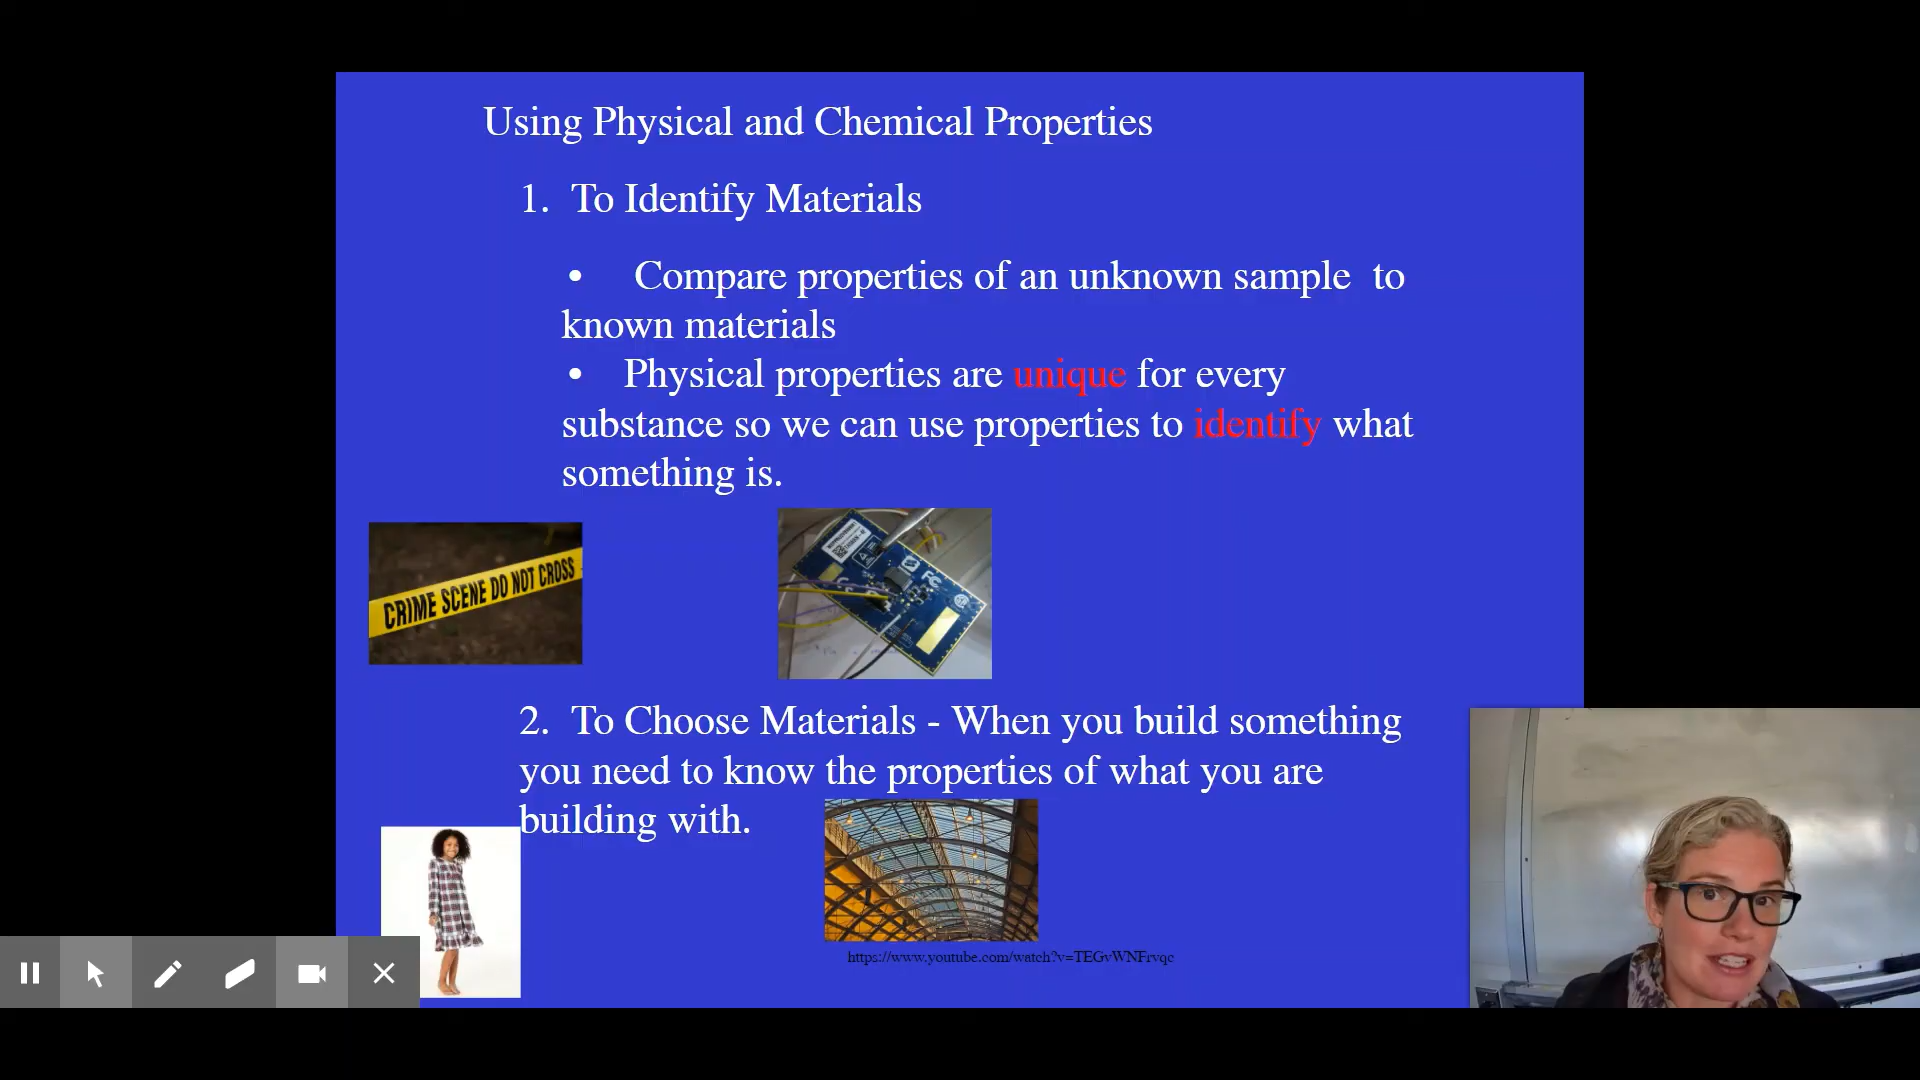 Using Physical and Chemical Properties
1. To Identify Materials
• Compare properties of an unknown sample to
known materials
• Physical properties are unique for every
substance so we can use properties to identify what
something is.
CRIME SCENE DO NOT CROSS
FC
2. To Choose Materials - When you build something
you need to know the properties of what you are
building with.
https://www.youtube.com/watch?v=TEGvWNFrvqc